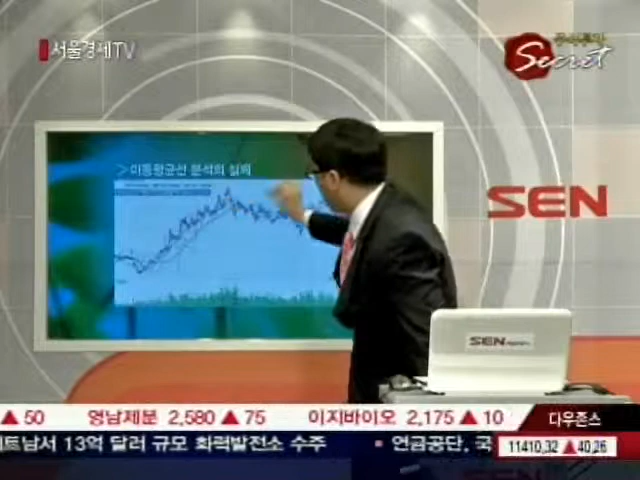 서울경제TV
Secret
>이동평균선 분석의 실제
SEN
SEN
▲50 영남제분 2,580 ▲75 이지바이오 2,175 ▲10 다우존스
트남서 13억 달러 규모 화력발전소 수주 ▪ 연금공단, 국 11410,32 ▲40,26